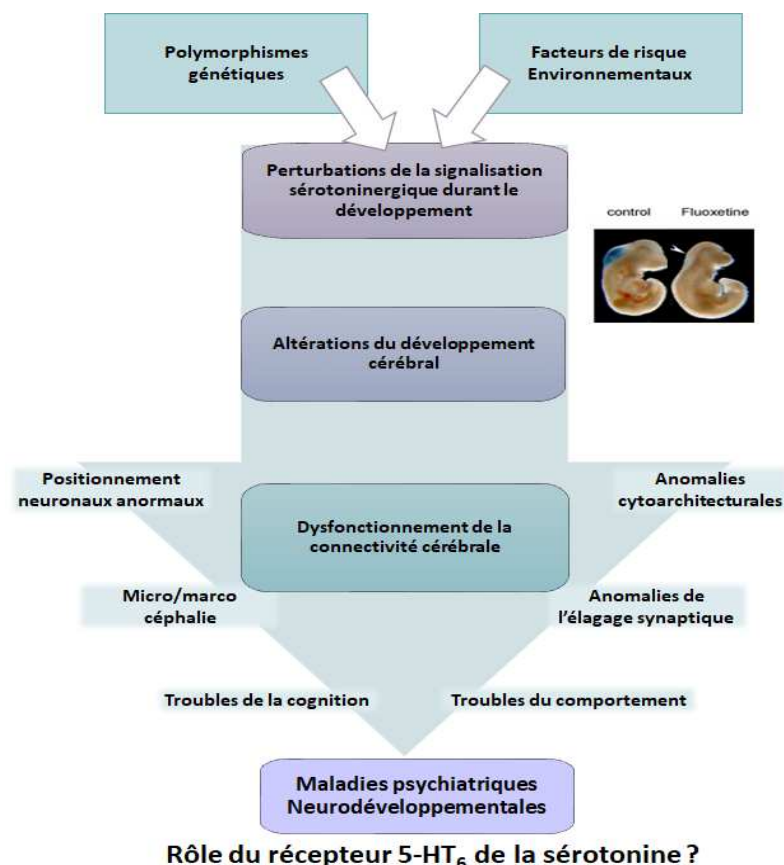 Polymorphismes
génétiques
Facteurs de risque
Environnementaux
Perturbations de la signalisation
sérotoninergique durant le
développement
control Fluoxetine
Altérations du développement
cérébral
Positionnement
neuronaux anormaux
Anomalies
cytoarchitecturales
Dysfonctionnement de la
connectivité cérébrale
Micro/marco
céphalie
Anomalies de
l'élagage synaptique
Troubles de la cognition
Troubles du comportement
Maladies psychiatriques
Neurodéveloppementales
Rôle du récepteur 5-HT₆ de la sérotonine ?